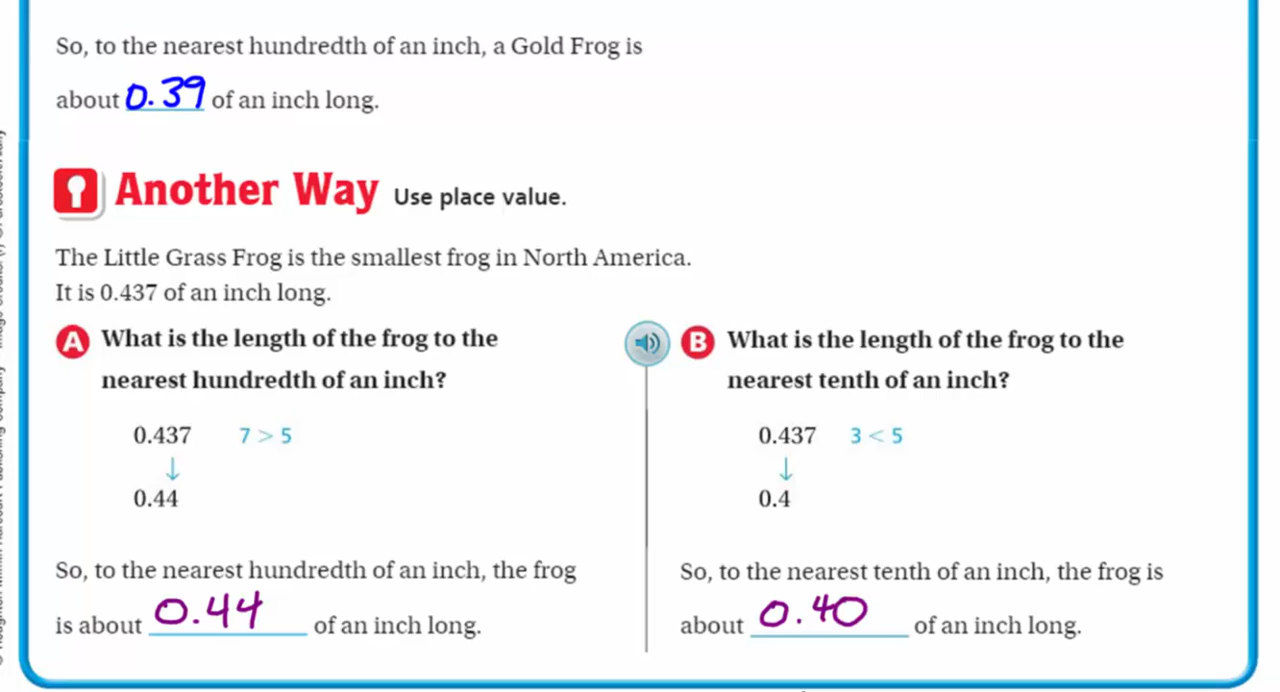 So, to the nearest hundredth of an inch, a Gold Frog is
about 0.39 of an inch long.
Another Way Use place value.
The Little Grass Frog is the smallest frog in North America.
It is 0.437 of an inch long.
A What is the length of the frog to the
nearest hundredth of an inch?
0.437 7 > 5
↓
0.44
So, to the nearest hundredth of an inch, the frog
is about 0.44 of an inch long.
B What is the length of the frog to the
nearest tenth of an inch?
0.437 3 < 5
↓
0.4
So, to the nearest tenth of an inch, the frog is
about 0.40 of an inch long.